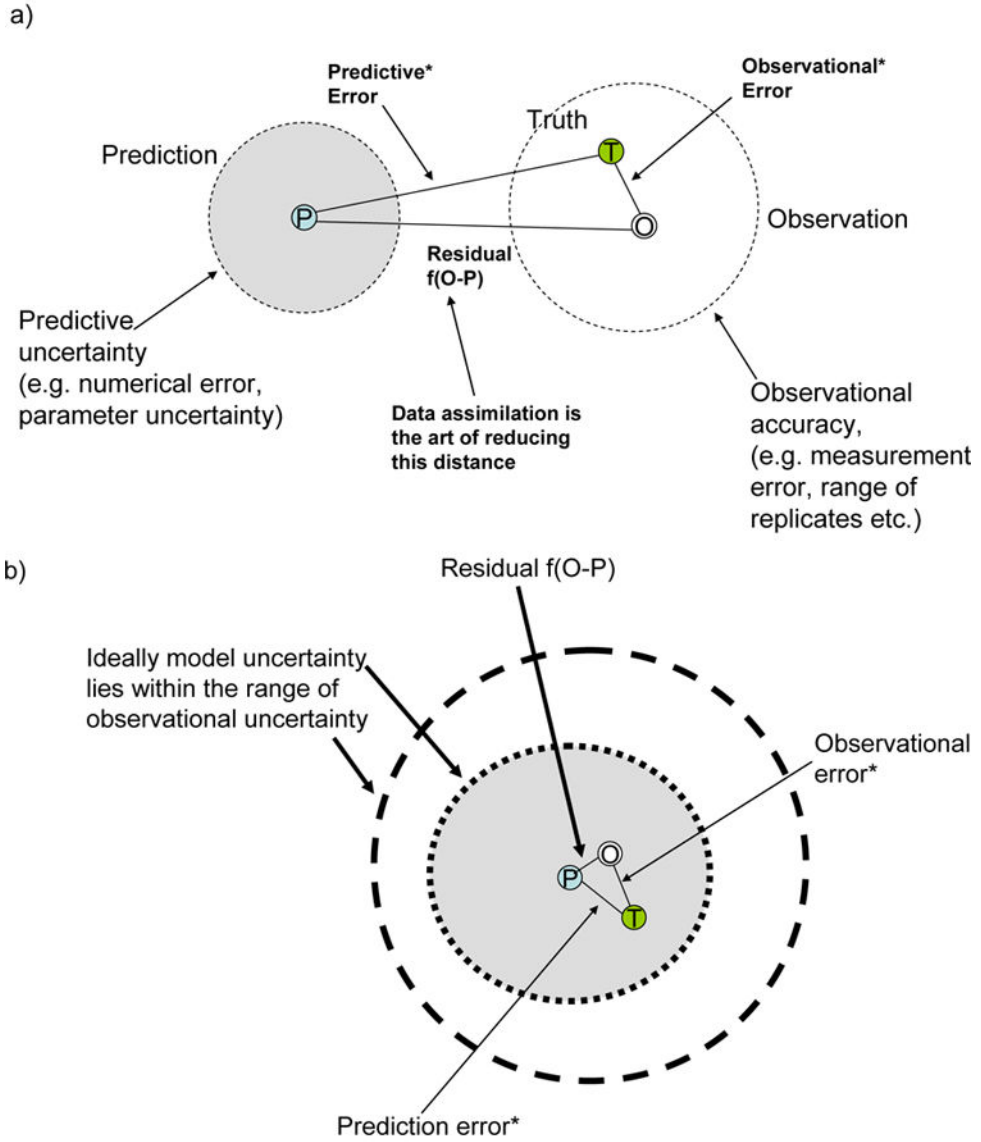 a)
Predictive*
Error
Observational*
Error
Truth
T
Prediction
P
O
Observation
Residual
f(O-P)
Predictive
uncertainty
(e.g. numerical error,
parameter uncertainty)
Data assimilation is
the art of reducing
this distance
Observational
accuracy,
(e.g. measurement
error, range of
replicates etc.)
b)
Residual f(O-P)
Ideally model uncertainty
lies within the range of
observational uncertainty
Observational
error*
O
P
T
Prediction error*